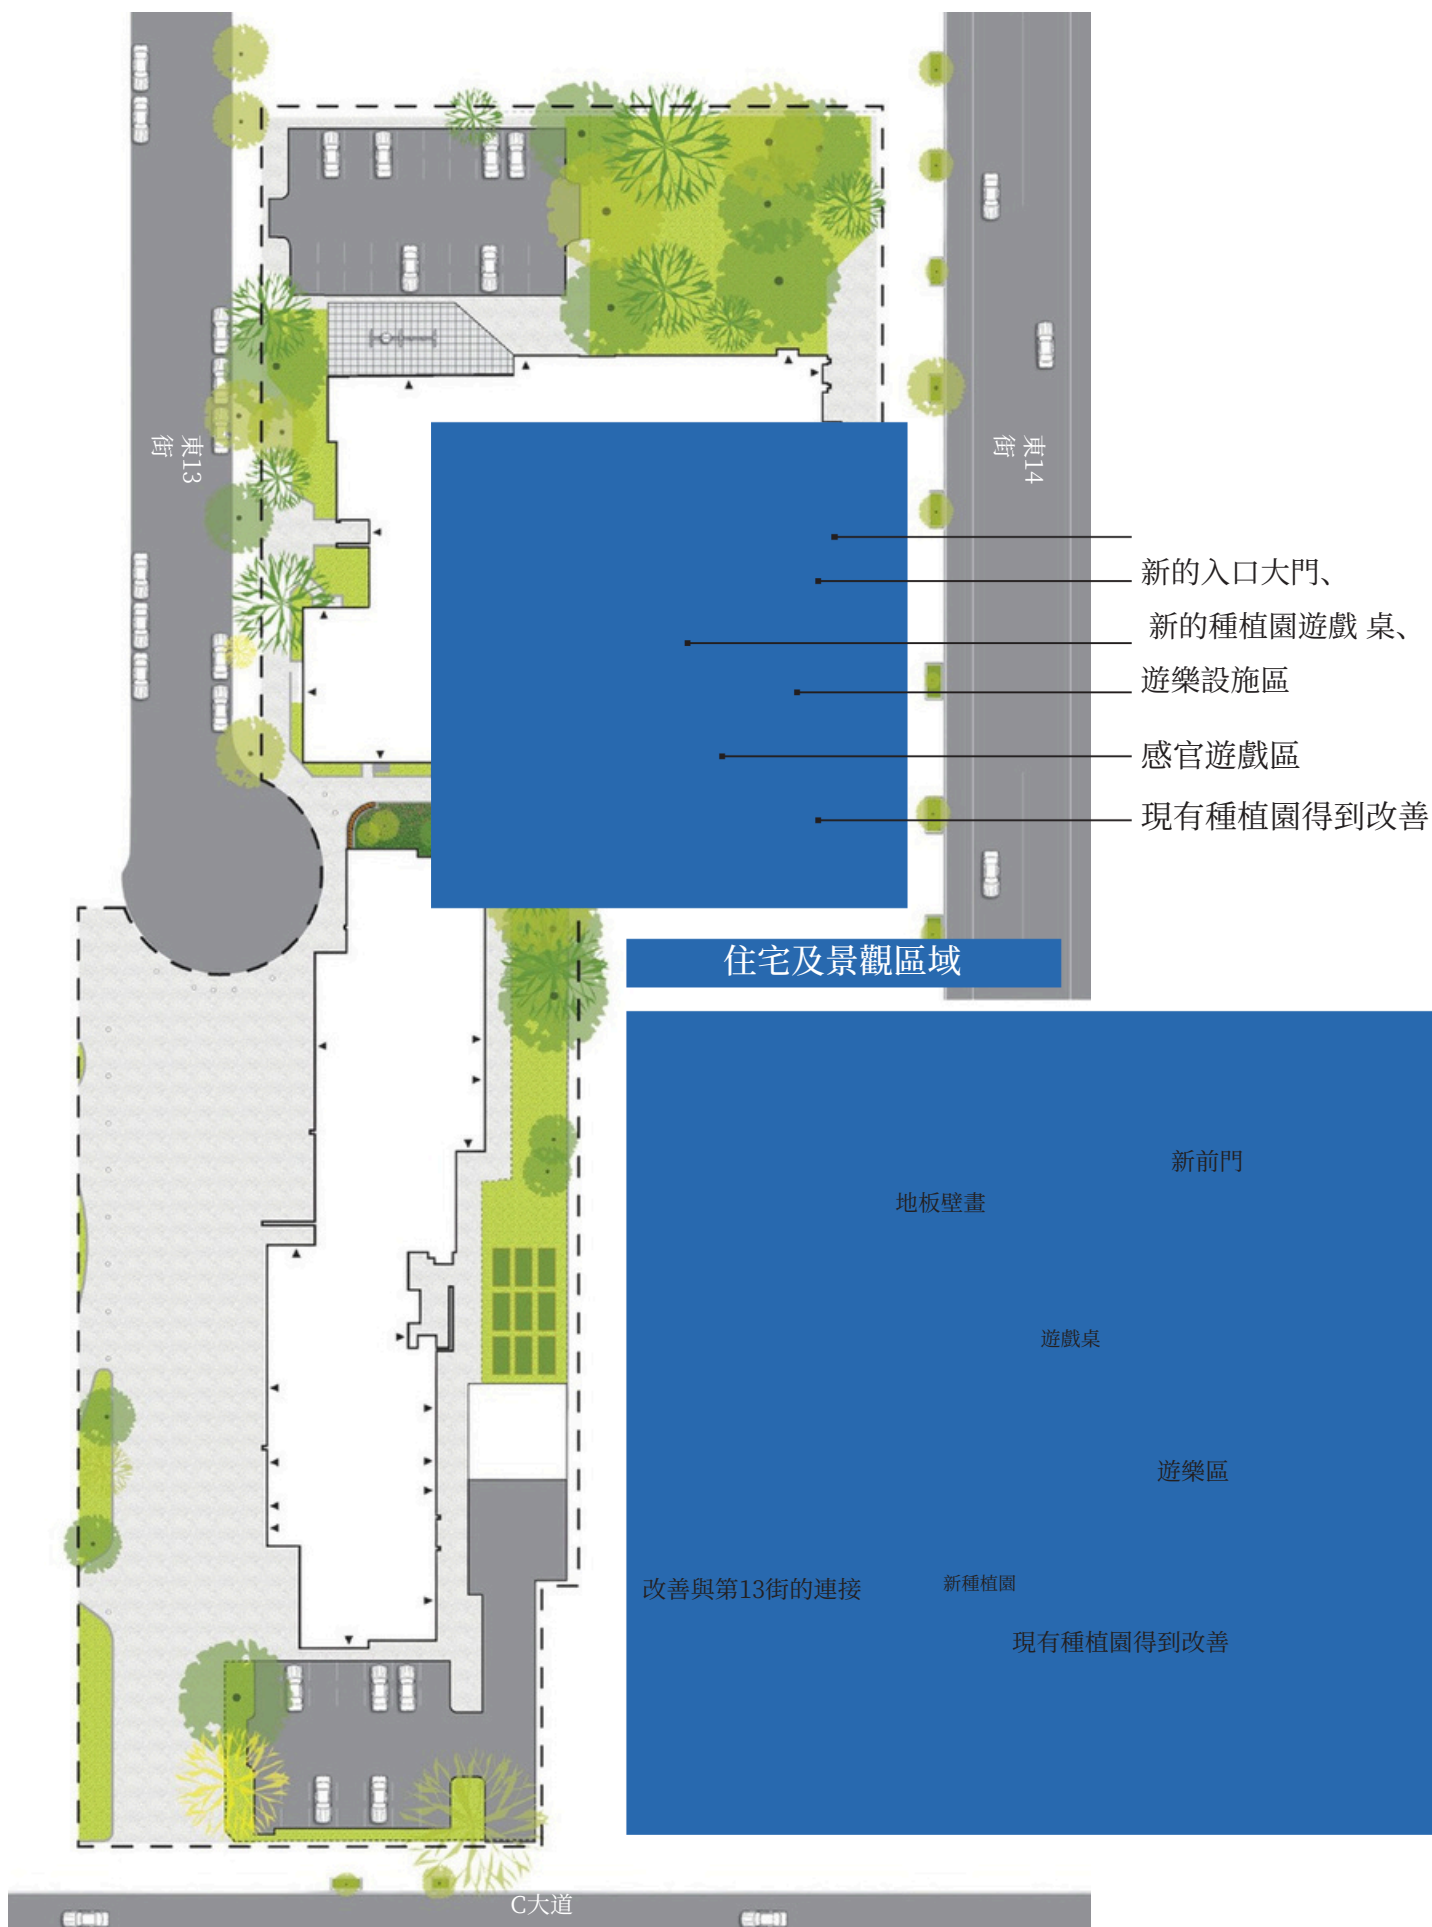 東13
街
東14
街
新的入口大門、
新的種植園遊戲 桌、
遊樂設施區
感官遊戲區
現有種植園得到改善
住宅及景觀區域
新前門
地板壁畫
遊戲桌
遊樂區
改善與第13街的連接
新種植園
現有種植園得到改善
C大道